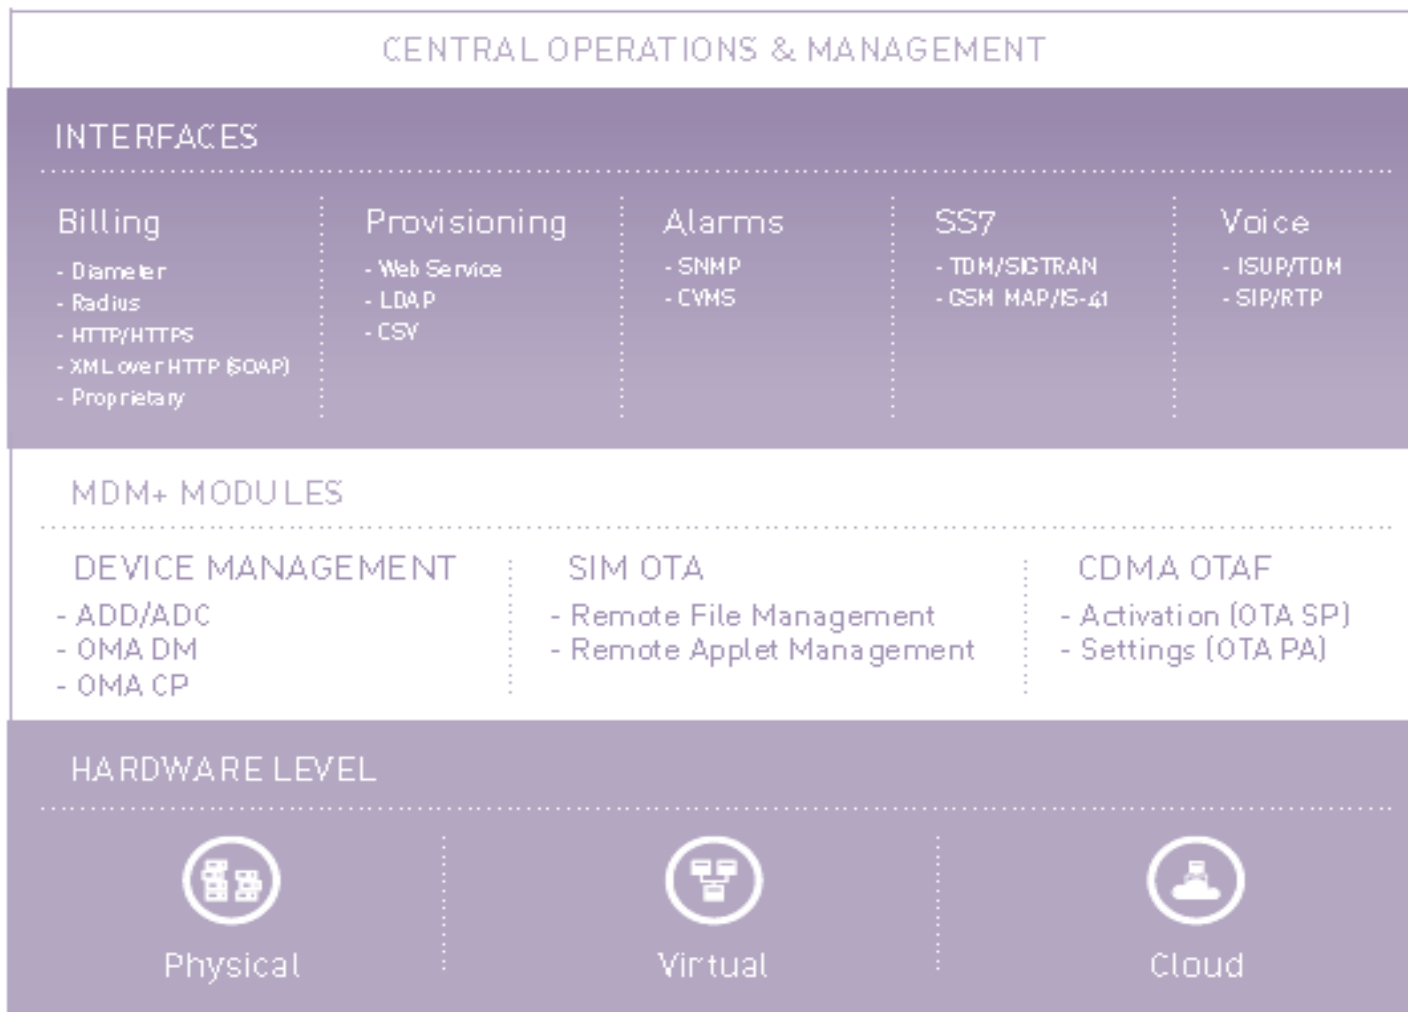 CENTRAL OPERATIONS & MANAGEMENT
INTERFACES
Billing
- Diameter
- Radius
- HTTP/HTTPS
- XML over HTTP (SOAP)
- Proprietary
Provisioning
- Web Service
- LDAP
- CSV
Alarms
- SNMP
- CVMS
SS7
- TDM/SIGTRAN
- GSM MAP/IS-41
Voice
- ISUP/TDM
- SIP/RTP
MDM+ MODULES
DEVICE MANAGEMENT
- ADD/ADC
- OMA DM
- OMA CP
SIM OTA
- Remote File Management
- Remote Applet Management
CDMA OTAF
- Activation (OTA SP)
- Settings (OTA PA)
HARDWARE LEVEL
Physical
Virtual
Cloud